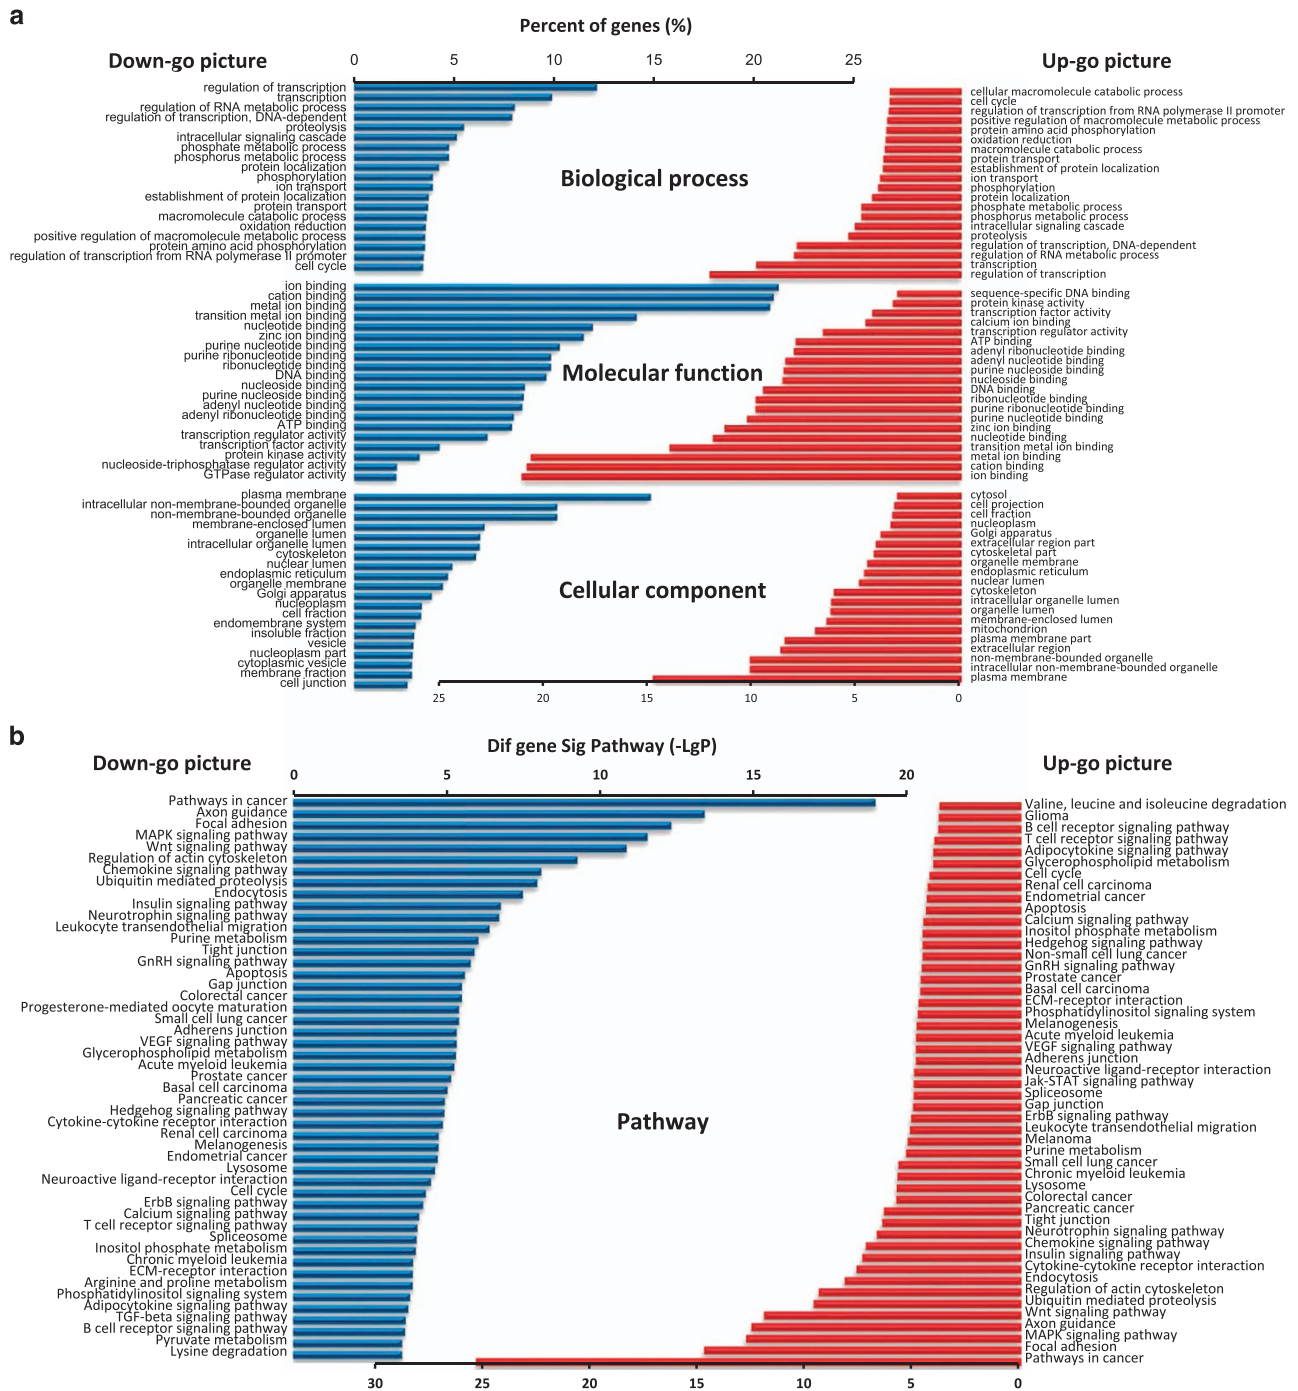 a
Percent of genes (%)
Down-go picture
Up-go picture
0 5 10 15 20 25
regulation of transcription
transcription
regulation of RNA metabolic process
regulation of transcription, DNA-dependent
proteolysis
intracellular signaling cascade
phosphate metabolic process
phosphorus metabolic process
protein localization
phosphorylation
ion transport
establishment of protein localization
protein transport
macromolecule catabolic process
oxidation reduction
positive regulation of macromolecule metabolic process
protein amino acid phosphorylation
regulation of transcription from RNA polymerase II promoter
cell cycle
Biological process
cellular macromolecule catabolic process
cell cycle
regulation of transcription from RNA polymerase II promoter
positive regulation of macromolecule metabolic process
protein amino acid phosphorylation
oxidation reduction
macromolecule catabolic process
protein transport
establishment of protein localization
ion transport
phosphorylation
protein localization
phosphate metabolic process
phosphorus metabolic process
intracellular signaling cascade
proteolysis
regulation of transcription, DNA-dependent
regulation of RNA metabolic process
transcription
regulation of transcription
ion binding
cation binding
metal ion binding
transition metal ion binding
nucleotide binding
zinc ion binding
purine nucleotide binding
purine ribonucleotide binding
ribonucleotide binding
DNA binding
nucleoside binding
purine nucleoside binding
adenyl nucleotide binding
adenyl ribonucleotide binding
ATP binding
transcription regulator activity
transcription factor activity
protein kinase activity
nucleoside-triphosphatase regulator activity
GTPase regulator activity
Molecular function
sequence-specific DNA binding
protein kinase activity
transcription factor activity
calcium ion binding
transcription regulator activity
ATP binding
adenyl ribonucleotide binding
adenyl nucleotide binding
purine nucleoside binding
nucleoside binding
DNA binding
ribonucleotide binding
purine ribonucleotide binding
purine nucleotide binding
zinc ion binding
nucleotide binding
transition metal ion binding
metal ion binding
cation binding
ion binding
plasma membrane
intracellular non-membrane-bounded organelle
non-membrane-bounded organelle
membrane-enclosed lumen
organelle lumen
intracellular organelle lumen
cytoskeleton
nuclear lumen
endoplasmic reticulum
organelle membrane
Golgi apparatus
nucleoplasm
cell fraction
endomembrane system
insoluble fraction
vesicle
nucleoplasm part
cytoplasmic vesicle
membrane fraction
cell junction
Cellular component
cytosol
cell projection
cell fraction
nucleoplasm
Golgi apparatus
extracellular region part
cytoskeletal part
organelle membrane
endoplasmic reticulum
nuclear lumen
cytoskeleton
intracellular organelle lumen
organelle lumen
membrane-enclosed lumen
mitochondrion
plasma membrane part
extracellular region
non-membrane-bounded organelle
intracellular non-membrane-bounded organelle
plasma membrane
25 20 15 10 5 0
b
Dif gene Sig Pathway (-LgP)
Down-go picture
Up-go picture
0 5 10 15 20
Pathways in cancer
Axon guidance
Focal adhesion
MAPK signaling pathway
Wnt signaling pathway
Regulation of actin cytoskeleton
Chemokine signaling pathway
Ubiquitin mediated proteolysis
Endocytosis
Insulin signaling pathway
Neurotrophin signaling pathway
Leukocyte transendothelial migration
Purine metabolism
Tight junction
GnRH signaling pathway
Apoptosis
Gap junction
Colorectal cancer
Progesterone-mediated oocyte maturation
Small cell lung cancer
Adherens junction
VEGF signaling pathway
Glycerophospholipid metabolism
Acute myeloid leukemia
Prostate cancer
Basal cell carcinoma
Pancreatic cancer
Hedgehog signaling pathway
Cytokine-cytokine receptor interaction
Renal cell carcinoma
Melanogenesis
Endometrial cancer
Lysosome
Neuroactive ligand-receptor interaction
Cell cycle
ErbB signaling pathway
Calcium signaling pathway
T cell receptor signaling pathway
Spliceosome
Inositol phosphate metabolism
Chronic myeloid leukemia
ECM-receptor interaction
Arginine and proline metabolism
Phosphatidylinositol signaling system
Adipocytokine signaling pathway
TGF-beta signaling pathway
B cell receptor signaling pathway
Pyruvate metabolism
Lysine degradation
Pathway
Valine, leucine and isoleucine degradation
Glioma
B cell receptor signaling pathway
T cell receptor signaling pathway
Adipocytokine signaling pathway
Glycerophospholipid metabolism
Cell cycle
Renal cell carcinoma
Endometrial cancer
Apoptosis
Calcium signaling pathway
Inositol phosphate metabolism
Hedgehog signaling pathway
Non-small cell lung cancer
GnRH signaling pathway
Prostate cancer
Basal cell carcinoma
ECM-receptor interaction
Phosphatidylinositol signaling system
Melanogenesis
Acute myeloid leukemia
VEGF signaling pathway
Adherens junction
Neuroactive ligand-receptor interaction
Jak-STAT signaling pathway
Spliceosome
Gap junction
ErbB signaling pathway
Leukocyte transendothelial migration
Melanoma
Purine metabolism
Small cell lung cancer
Chronic myeloid leukemia
Lysosome
Colorectal cancer
Pancreatic cancer
Tight junction
Neurotrophin signaling pathway
Chemokine signaling pathway
Insulin signaling pathway
Cytokine-cytokine receptor interaction
Endocytosis
Regulation of actin cytoskeleton
Ubiquitin mediated proteolysis
Wnt signaling pathway
Axon guidance
MAPK signaling pathway
Focal adhesion
Pathways in cancer
30 25 20 15 10 5 0